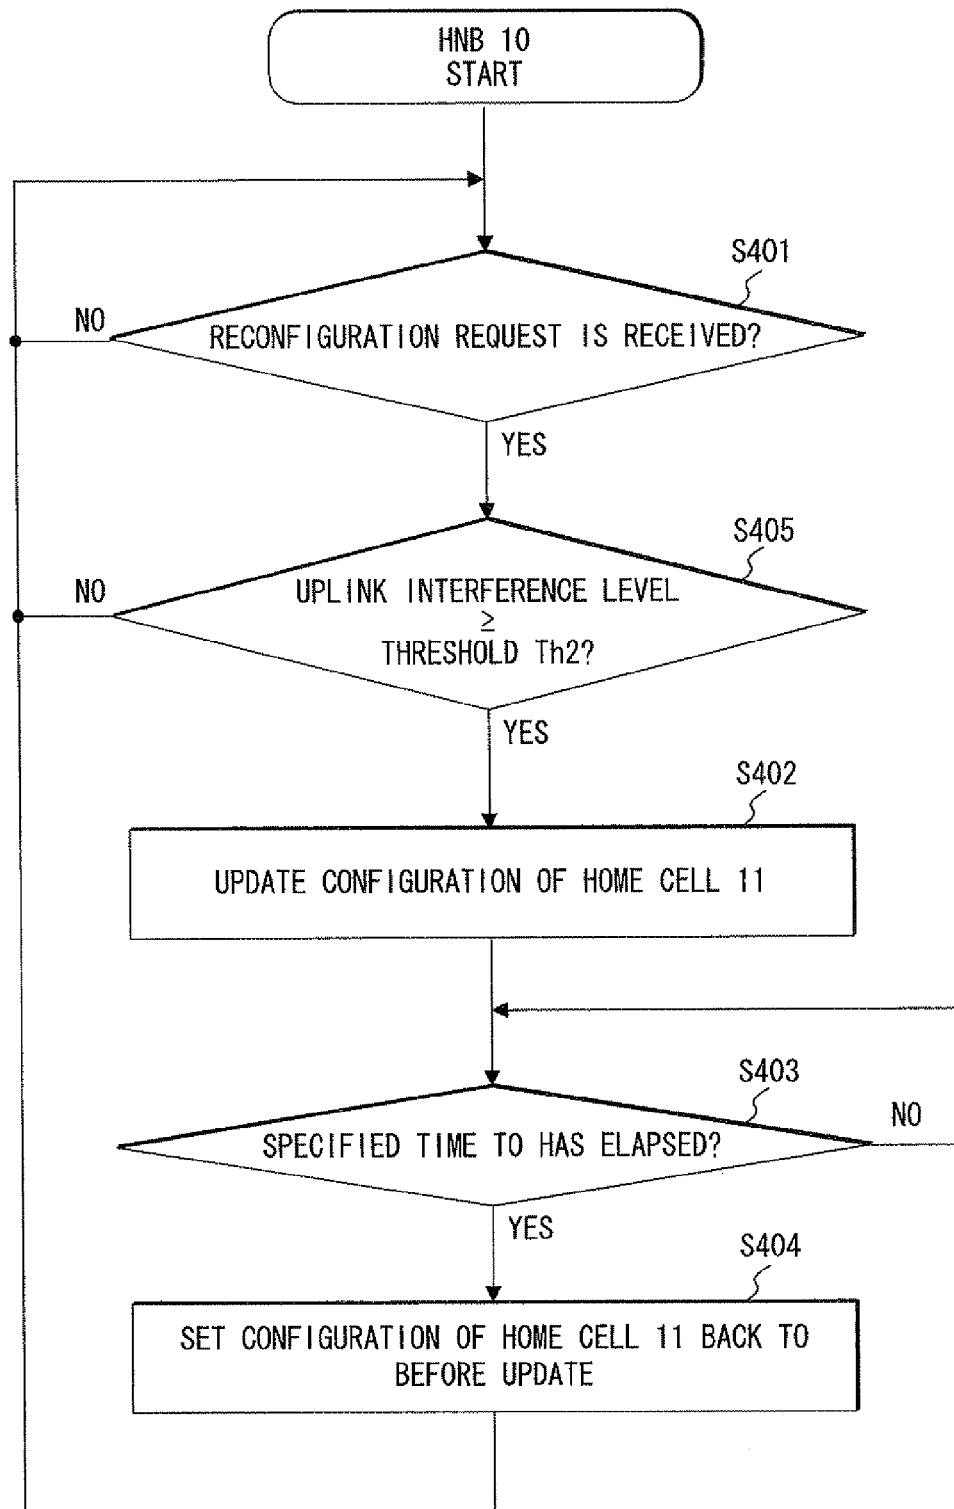 HNB 10
START
S401
NO
RECONFIGURATION REQUEST IS RECEIVED?
YES
S405
NO
UPLINK INTERFERENCE LEVEL
≥
THRESHOLD Th2?
YES
S402
UPDATE CONFIGURATION OF HOME CELL 11
S403
NO
SPECIFIED TIME TO HAS ELAPSED?
YES
S404
SET CONFIGURATION OF HOME CELL 11 BACK TO
BEFORE UPDATE